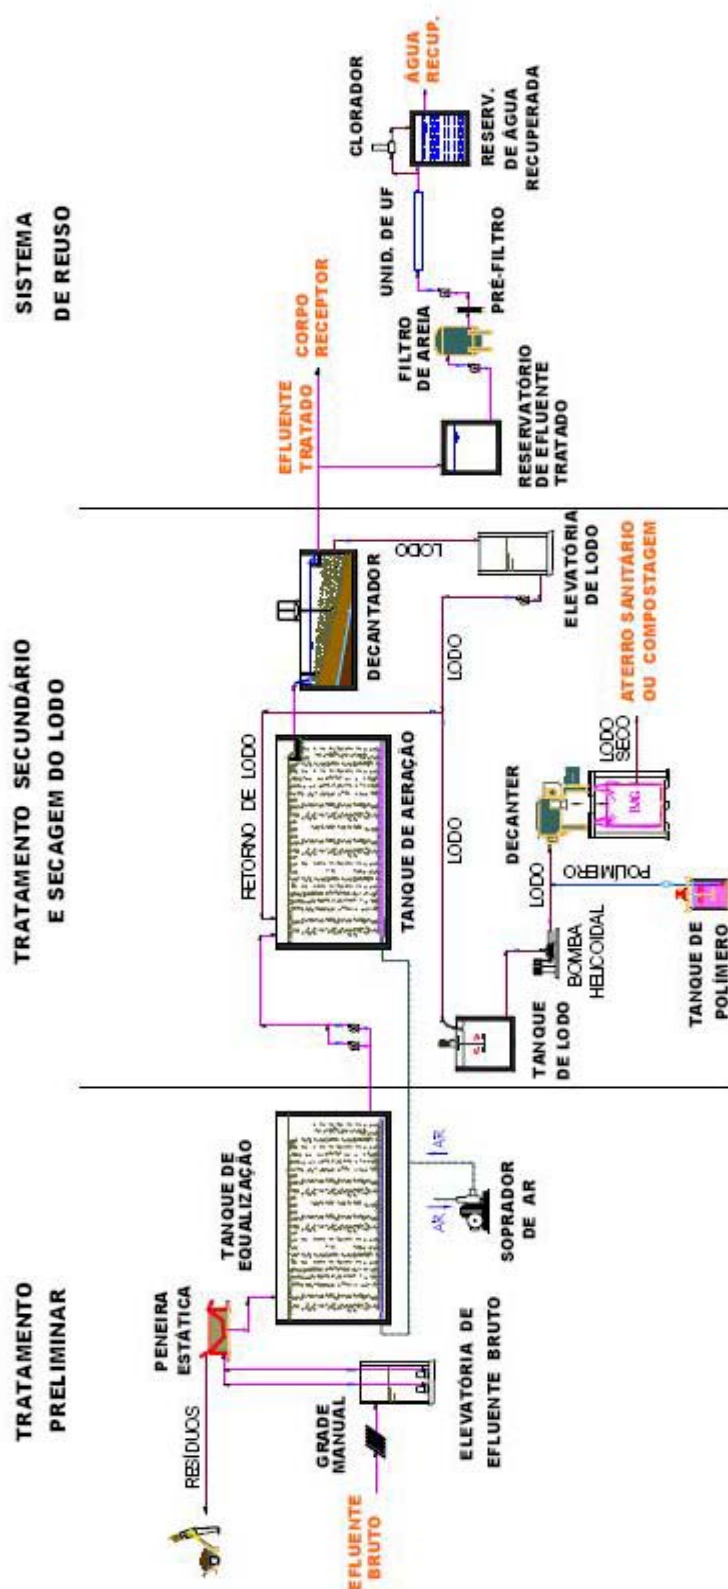 TRATAMENTO
PRELIMINAR
TRATAMENTO SECUNDÁRIO
E SECAGEM DO LODO
SISTEMA
DE REUSO
RESÍDUOS
PENEIRA
ESTÁTICA
TANQUE DE
EQUALIZAÇÃO
EFLUENTE
BRUTO
GRADE
MANUAL
ELEVATÓRIA DE
EFLUENTE BRUTO
AR
AR
SOPRADOR
DE AR
RETORNO DE LODO
TANQUE DE AERAÇÃO
DECANTADOR
LODO
LODO
LODO
ELEVATÓRIA
DE LODO
TANQUE
DE LODO
BOMBA
HELICOIDAL
LODO
POLÍMERO
TANQUE DE
POLÍMERO
DECANTER
BAG
LODO
SECO
ATERRO SANITÁRIO
OU COMPOSTAGEM
EFLUENTE
TRATADO
CORPO
RECEPTOR
RESERVATÓRIO
DE EFLUENTE
TRATADO
FILTRO
DE AREIA
PRÉ-FILTRO
UNID. DE UF
CLORADOR
RESERV.
DE ÁGUA
RECUPERADA
ÁGUA
RECUP.